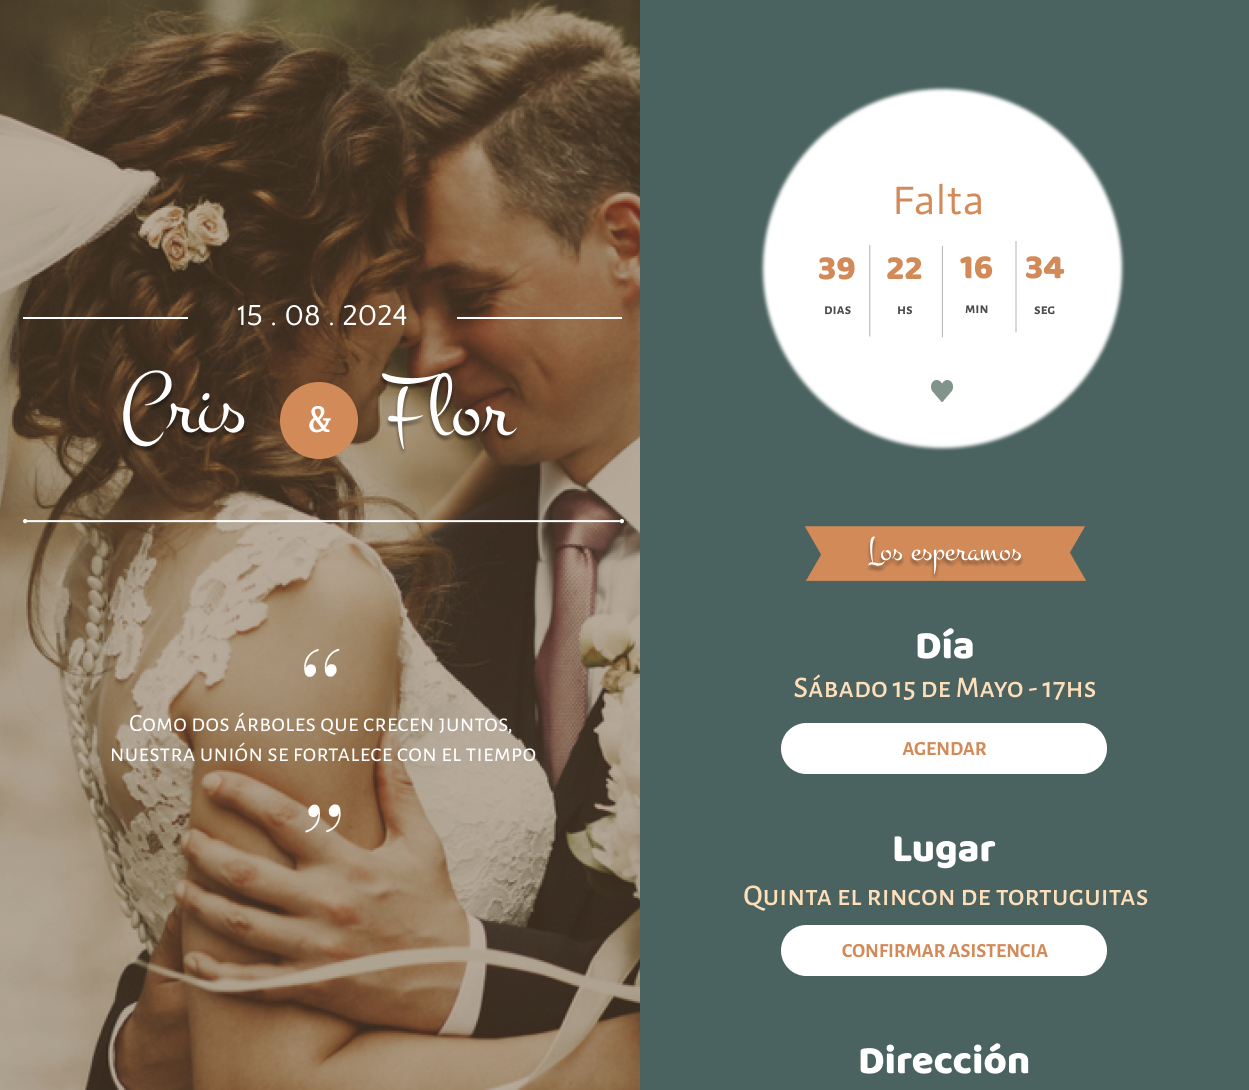 15 . 08 . 2024
Cris & Flor
“
Como dos árboles que crecen juntos,
nuestra unión se fortalece con el tiempo
”
Falta
39 22 16 34
DIAS HS MIN SEG
Los esperamos
Día
Sábado 15 de Mayo - 17hs
AGENDAR
Lugar
Quinta el rincon de tortuguitas
CONFIRMAR ASISTENCIA
Dirección